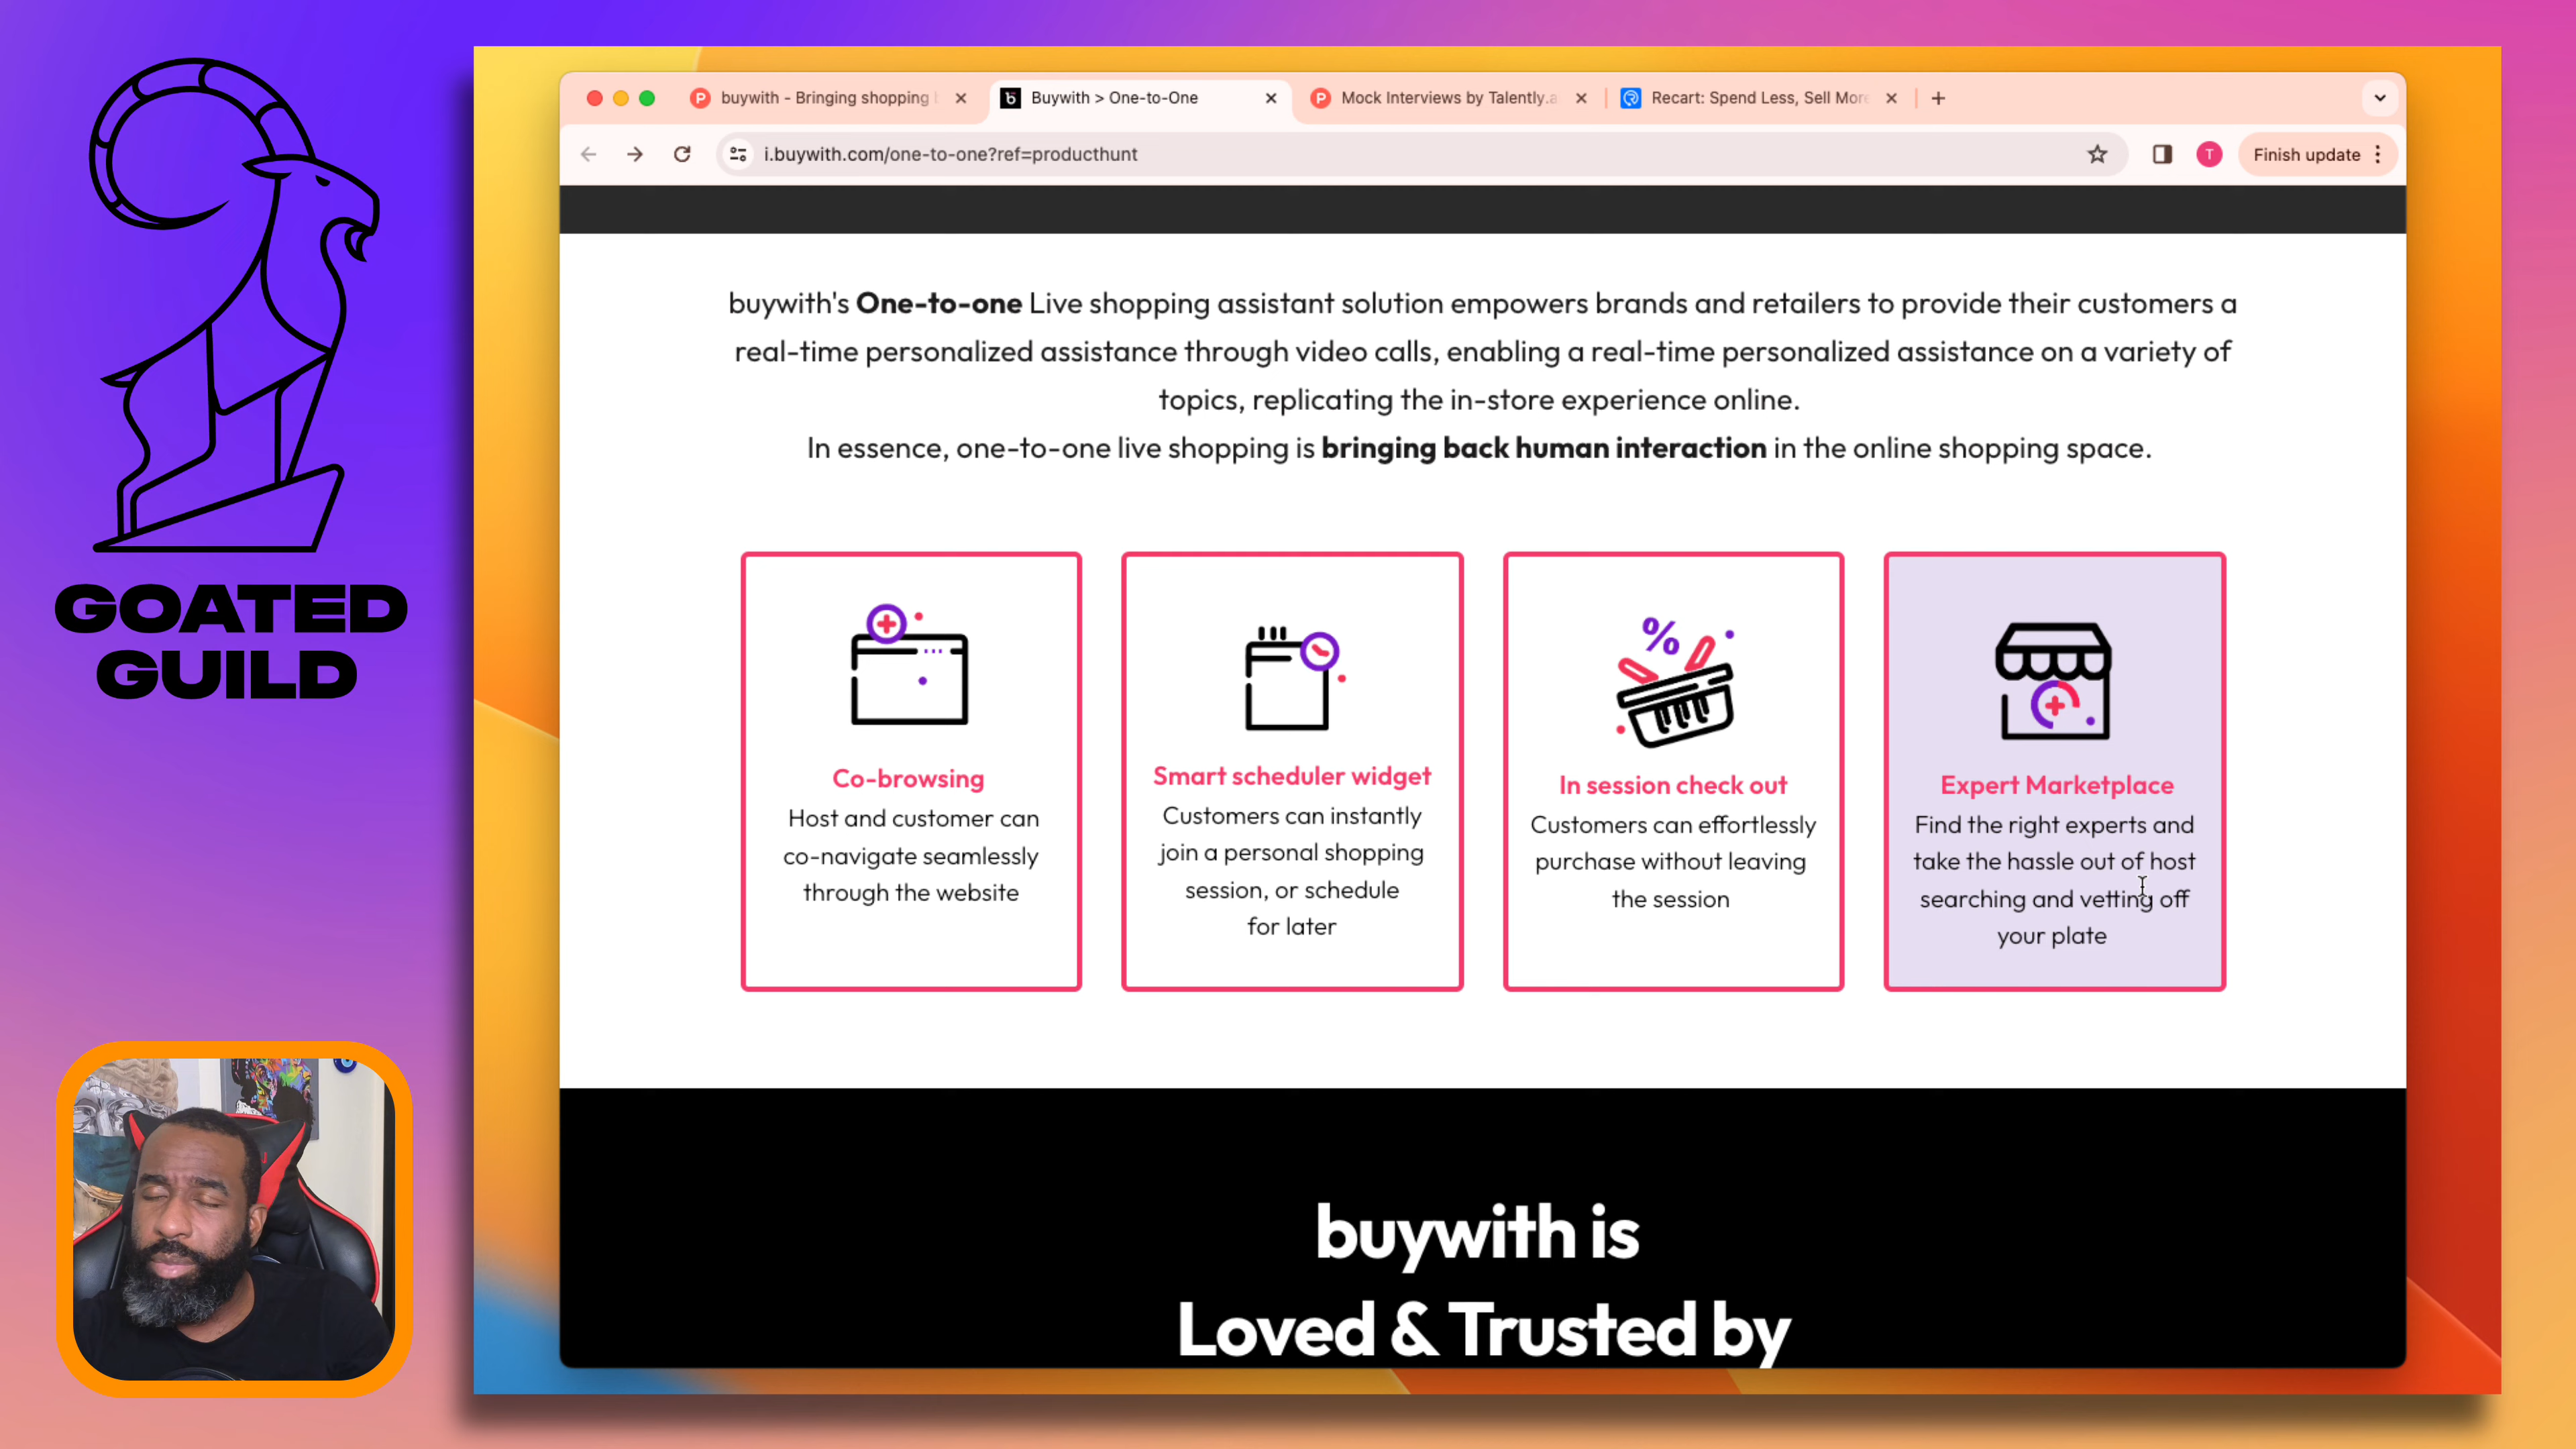 GOATED
GUILD
buywith - Bringing shopping
Buywith > One-to-One
Mock Interviews by Talently.a
Recart: Spend Less, Sell More
i.buywith.com/one-to-one?ref=producthunt
T
Finish update
buywith's One-to-one Live shopping assistant solution empowers brands and retailers to provide their customers a
real-time personalized assistance through video calls, enabling a real-time personalized assistance on a variety of
topics, replicating the in-store experience online.
In essence, one-to-one live shopping is bringing back human interaction in the online shopping space.
Co-browsing
Host and customer can
co-navigate seamlessly
through the website
Smart scheduler widget
Customers can instantly
join a personal shopping
session, or schedule
for later
%
In session check out
Customers can effortlessly
purchase without leaving
the session
Expert Marketplace
Find the right experts and
take the hassle out of host
searching and vetting off
your plate
buywith is
Loved & Trusted by